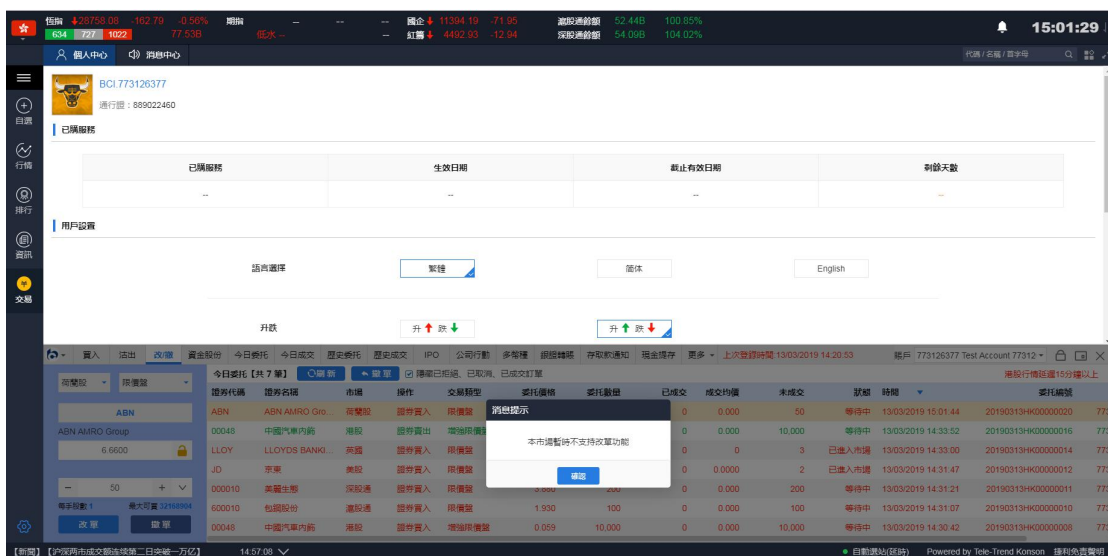 恆指 ↓28758.08 -162.79 -0.56% 期指 – -- -- 國企↓ 11394.19 -71.95 滬股通餘額 52.44B 100.85%
634 727 1022 77.53B 低水 -- -- 紅籌↓ 4492.93 -12.94 深股通餘額 54.09B 104.02%
15:01:29
個人中心 消息中心 代碼 / 名稱 / 首字母
自選
行情
排行
資訊
交易
BCI.773126377
通行證：889022460
已購服務
已購服務 生效日期 截止有效日期 剩餘天數
-- -- -- --
用戶設置
語言選擇 繁體 简体 English
升跌 升 跌 升 跌
買入 沽出 改/撤 資金股份 今日委托 今日成交 歷史委托 歷史成交 IPO 公司行動 多幣種 銀證轉賬 存取款通知 現金提存 更多 上次登錄時間:13/03/2019 14:20:53 賬戶 773126377 Test Account 77312
荷蘭股 限價盤
ABN
ABN AMRO Group
6.6600
- 50 +
每手股數 1 最大可買 32168904
改單 撤單
今日委托【共 7 筆】 刷新 撤單 隱藏已拒絕、已取消、已成交訂單 港股行情延遲15分鐘以上
證券代碼 證券名稱 市場 操作 交易類型 委托價格 委托數量 已成交 成交均價 未成交 狀態 時間 委托編號
ABN ABN AMRO Gro... 荷蘭股 證券買入 限價盤 0 0.000 50 等待中 13/03/2019 15:01:44 20190313HK00000020 77
00048 中國汽車內飾 港股 證券賣出 增強限價 0 0.000 10,000 等待中 13/03/2019 14:33:52 20190313HK00000016 77
LLOY LLOYDS BANKI... 英國 證券買入 限價盤 0 0 3 已進入市場 13/03/2019 14:33:00 20190313HK00000014 77
JD 京東 美股 證券買入 限價盤 0 0.0000 2 已進入市場 13/03/2019 14:31:47 20190313HK00000012 77
000010 美麗生態 深股通 證券買入 限價盤 3.860 200 0 0.000 200 等待中 13/03/2019 14:31:21 20190313HK00000011 77
600010 包鋼股份 滬股通 證券買入 限價盤 1.930 100 0 0.000 100 等待中 13/03/2019 14:31:07 20190313HK00000010 77
00048 中國汽車內飾 港股 證券買入 增強限價盤 0.059 10,000 0 0.000 10,000 等待中 13/03/2019 14:30:42 20190313HK00000008 77
消息提示
本市場暫時不支持改單功能
確認
【新聞】【沪深两市成交额连续第二日突破一万亿】 14:57:08 自動選站(延時) Powered by Tele-Trend Konson 捷利免責聲明